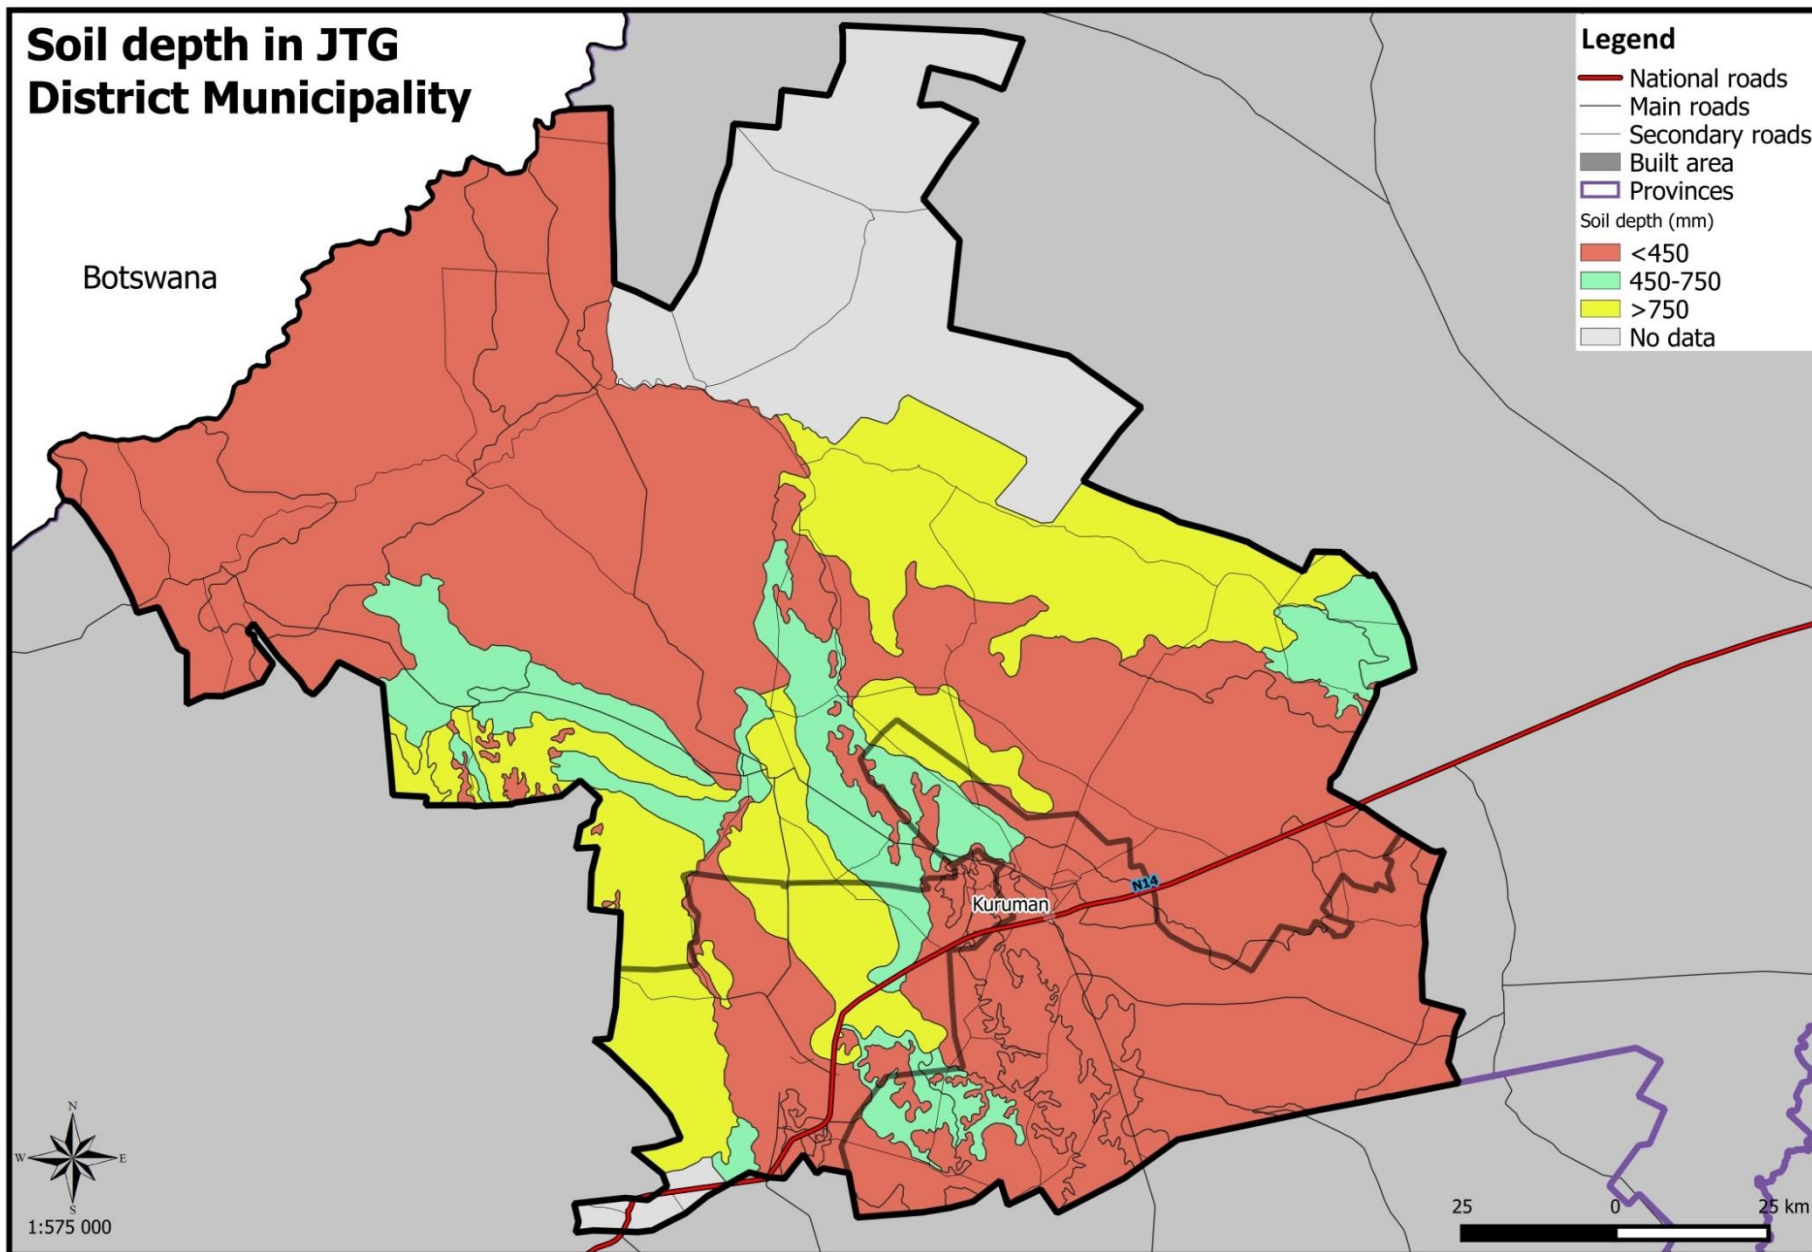 Soil depth in JTG
District Municipality
Botswana
Legend
National roads
Main roads
Secondary roads
Built area
Provinces
Soil depth (mm)
<450
450-750
>750
No data
N14
Kuruman
N
W
E
S
1:575 000
25 0 25 km